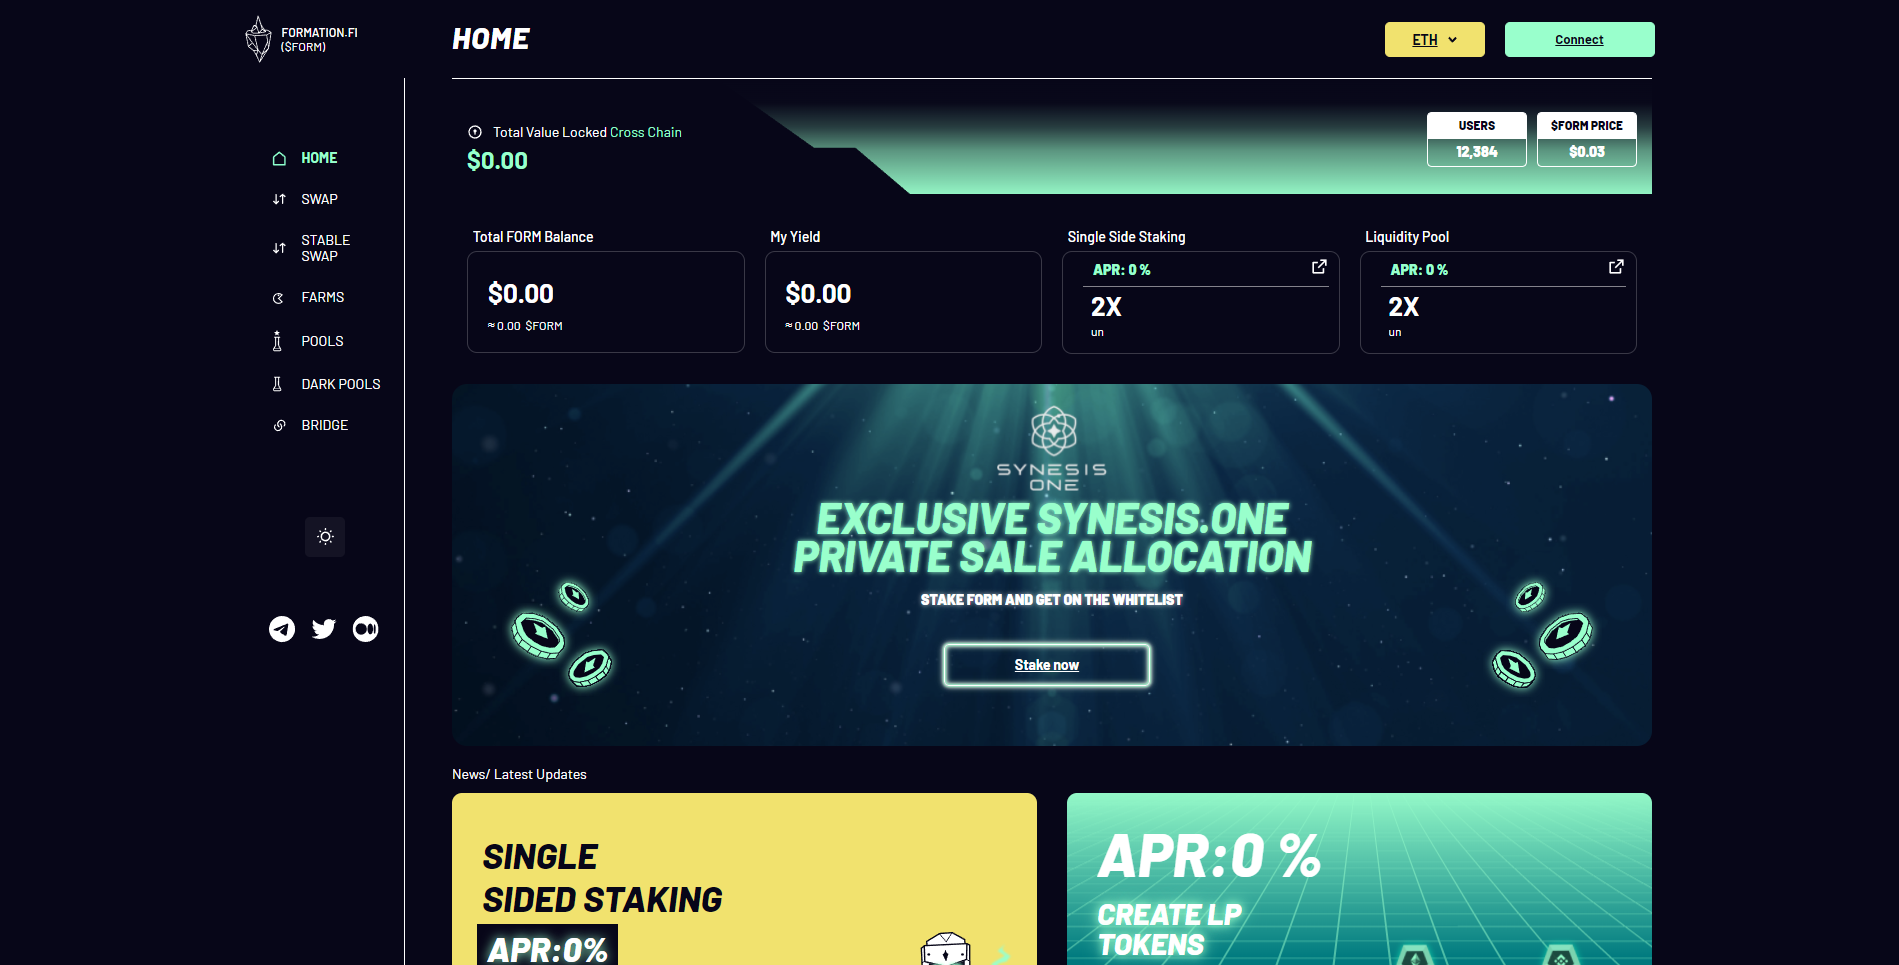 FORMATION.FI
($FORM)
HOME
ETH
Connect
HOME
SWAP
STABLE
SWAP
FARMS
POOLS
DARK POOLS
BRIDGE
Total Value Locked Cross Chain
$0.00
USERS
12,384
$FORM PRICE
$0.03
Total FORM Balance
$0.00
≈ 0.00 $FORM
My Yield
$0.00
≈ 0.00 $FORM
Single Side Staking
APR: 0 %
2X
un
Liquidity Pool
APR: 0 %
2X
un
SYNESIS
ONE
EXCLUSIVE SYNESIS.ONE
PRIVATE SALE ALLOCATION
STAKE FORM AND GET ON THE WHITELIST
Stake now
News/ Latest Updates
SINGLE
SIDED STAKING
APR:0%
APR:0 %
CREATE LP
TOKENS